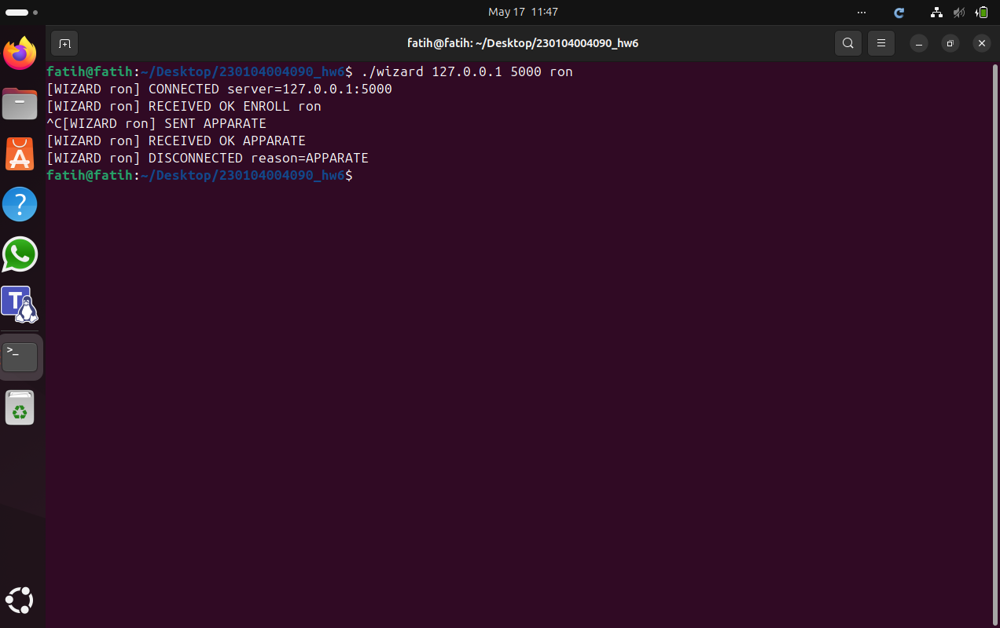 May 17 11:47
fatih@fatih: ~/Desktop/230104004090_hw6
fatih@fatih:~/Desktop/230104004090_hw6$ ./wizard 127.0.0.1 5000 ron
[WIZARD ron] CONNECTED server=127.0.0.1:5000
[WIZARD ron] RECEIVED OK ENROLL ron
^C[WIZARD ron] SENT APPARATE
[WIZARD ron] RECEIVED OK APPARATE
[WIZARD ron] DISCONNECTED reason=APPARATE
fatih@fatih:~/Desktop/230104004090_hw6$